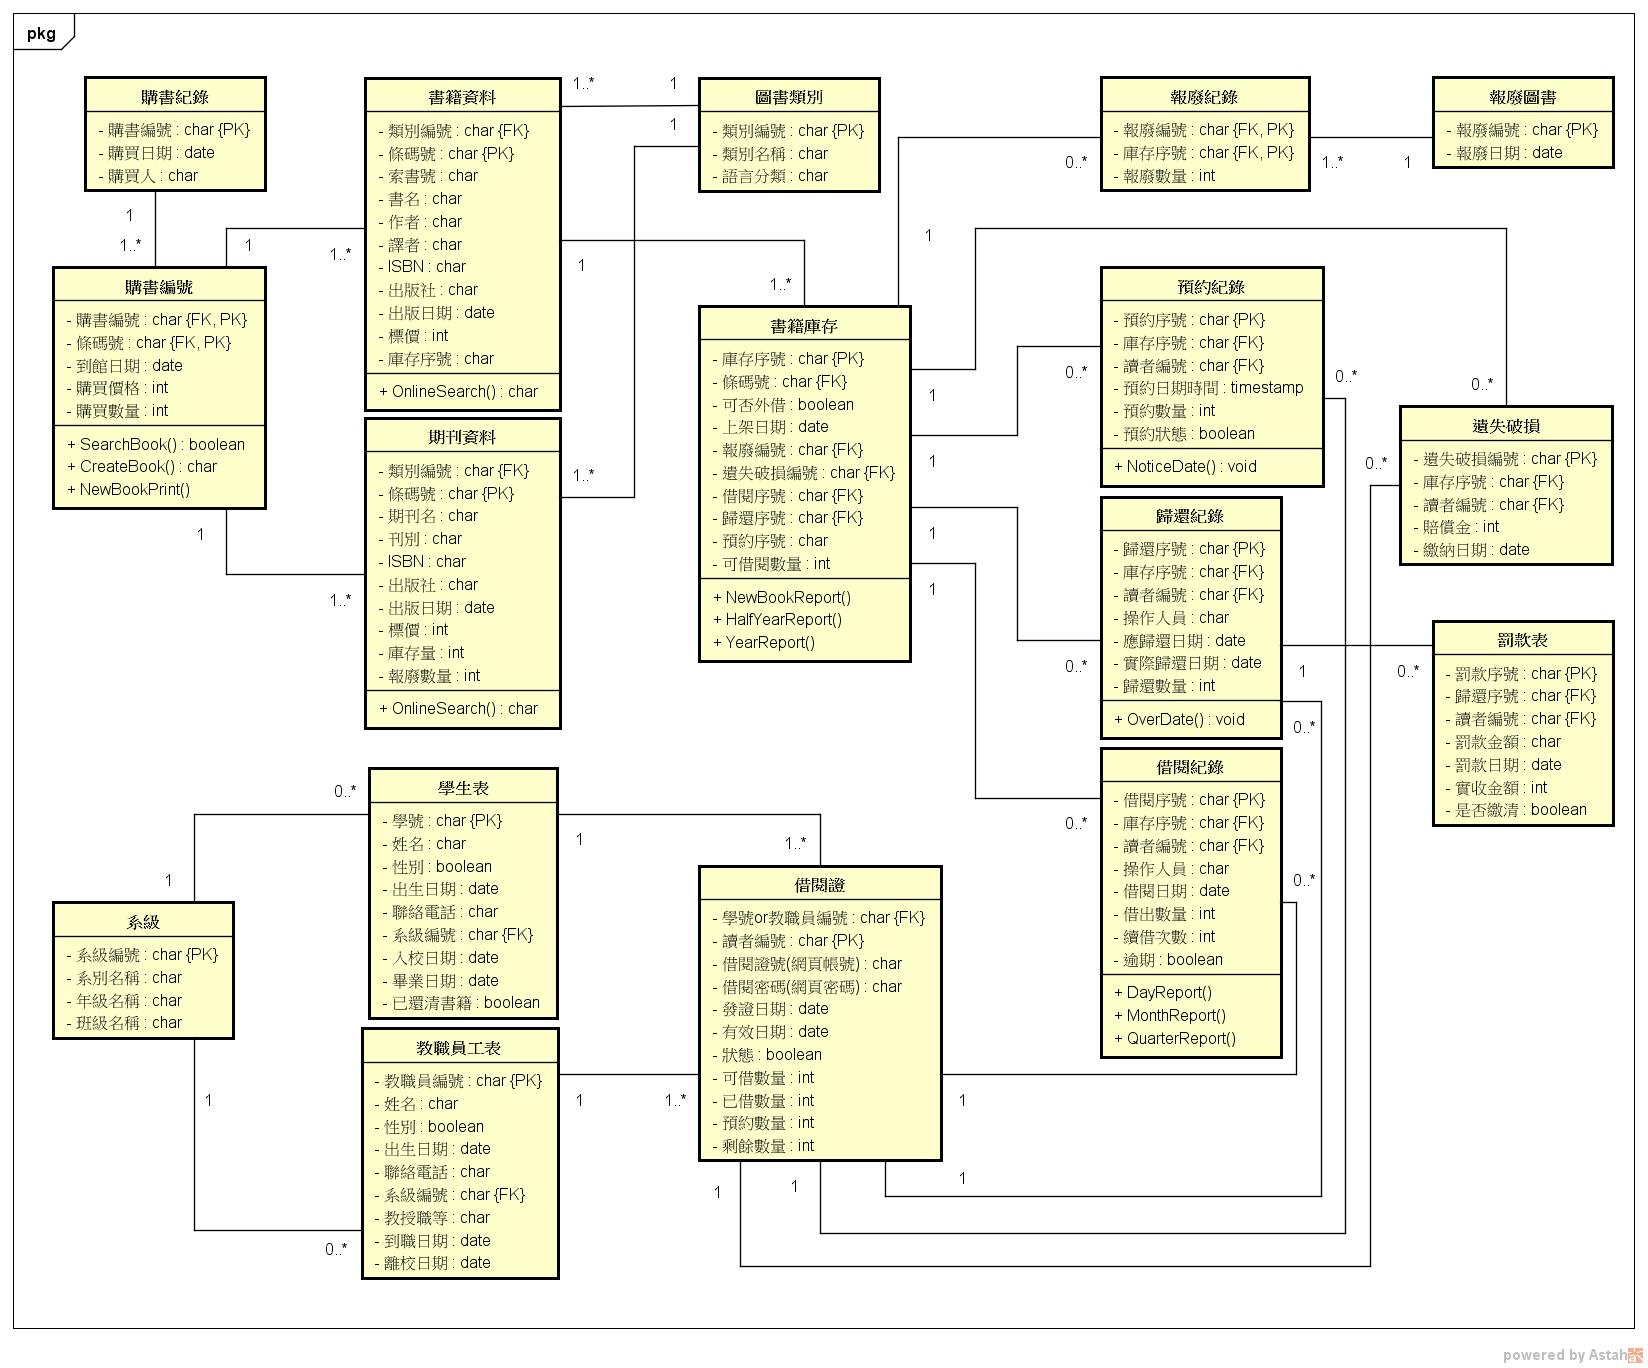 pkg
購書紀錄
- 購書編號 : char {PK}
- 購買日期 : date
- 購買人 : char
1
1..*
購書編號
- 購書編號 : char {FK, PK}
- 條碼號 : char {FK, PK}
- 到館日期 : date
- 購買價格 : int
- 購買數量 : int
+ SearchBook() : boolean
+ CreateBook() : char
+ NewBookPrint()
1
1..*
1
1..*
書籍資料
- 類別編號 : char {FK}
- 條碼號 : char {PK}
- 索書號 : char
- 書名 : char
- 作者 : char
- 譯者 : char
- ISBN : char
- 出版社 : char
- 出版日期 : date
- 標價 : int
- 庫存序號 : char
+ OnlineSearch() : char
1..*
1
1
1
1..*
期刊資料
- 類別編號 : char {FK}
- 條碼號 : char {PK}
- 期刊名 : char
- 刊別 : char
- ISBN : char
- 出版社 : char
- 出版日期 : date
- 標價 : int
- 庫存量 : int
- 報廢數量 : int
+ OnlineSearch() : char
1..*
圖書類別
- 類別編號 : char {PK}
- 類別名稱 : char
- 語言分類 : char
書籍庫存
- 庫存序號 : char {PK}
- 條碼號 : char {FK}
- 可否外借 : boolean
- 上架日期 : date
- 報廢編號 : char {FK}
- 遺失破損編號 : char {FK}
- 借閱序號 : char {FK}
- 歸還序號 : char {FK}
- 預約序號 : char
- 可借閱數量 : int
+ NewBookReport()
+ HalfYearReport()
+ YearReport()
1
1
1
1
1
0..*
報廢紀錄
- 報廢編號 : char {FK, PK}
- 庫存序號 : char {FK, PK}
- 報廢數量 : int
1..*
1
報廢圖書
- 報廢編號 : char {PK}
- 報廢日期 : date
預約紀錄
- 預約序號 : char {PK}
- 庫存序號 : char {FK}
- 讀者編號 : char {FK}
- 預約日期時間 : timestamp
- 預約數量 : int
- 預約狀態 : boolean
+ NoticeDate() : void
0..*
0..*
0..*
0..*
遺失破損
- 遺失破損編號 : char {PK}
- 庫存序號 : char {FK}
- 讀者編號 : char {FK}
- 賠償金 : int
- 繳納日期 : date
歸還紀錄
- 歸還序號 : char {PK}
- 庫存序號 : char {FK}
- 讀者編號 : char {FK}
- 操作人員 : char
- 應歸還日期 : date
- 實際歸還日期 : date
- 歸還數量 : int
+ OverDate() : void
0..*
1
0..*
0..*
罰款表
- 罰款序號 : char {PK}
- 歸還序號 : char {FK}
- 讀者編號 : char {FK}
- 罰款金額 : char
- 罰款日期 : date
- 實收金額 : int
- 是否繳清 : boolean
借閱紀錄
- 借閱序號 : char {PK}
- 庫存序號 : char {FK}
- 讀者編號 : char {FK}
- 操作人員 : char
- 借閱日期 : date
- 借出數量 : int
- 續借次數 : int
- 逾期 : boolean
+ DayReport()
+ MonthReport()
+ QuarterReport()
0..*
0..*
學生表
- 學號 : char {PK}
- 姓名 : char
- 性別 : boolean
- 出生日期 : date
- 聯絡電話 : char
- 系級編號 : char {FK}
- 入校日期 : date
- 畢業日期 : date
- 已還清書籍 : boolean
0..*
1
1
1..*
系級
- 系級編號 : char {PK}
- 系別名稱 : char
- 年級名稱 : char
- 班級名稱 : char
1
0..*
教職員工表
- 教職員編號 : char {PK}
- 姓名 : char
- 性別 : boolean
- 出生日期 : date
- 聯絡電話 : char
- 系級編號 : char {FK}
- 教授職等 : char
- 到職日期 : date
- 離校日期 : date
1
1..*
借閱證
- 學號or教職員編號 : char {FK}
- 讀者編號 : char {PK}
- 借閱證號(網頁帳號) : char
- 借閱密碼(網頁密碼) : char
- 發證日期 : date
- 有效日期 : date
- 狀態 : boolean
- 可借數量 : int
- 已借數量 : int
- 預約數量 : int
- 剩餘數量 : int
1
1
1
1
powered by Astah